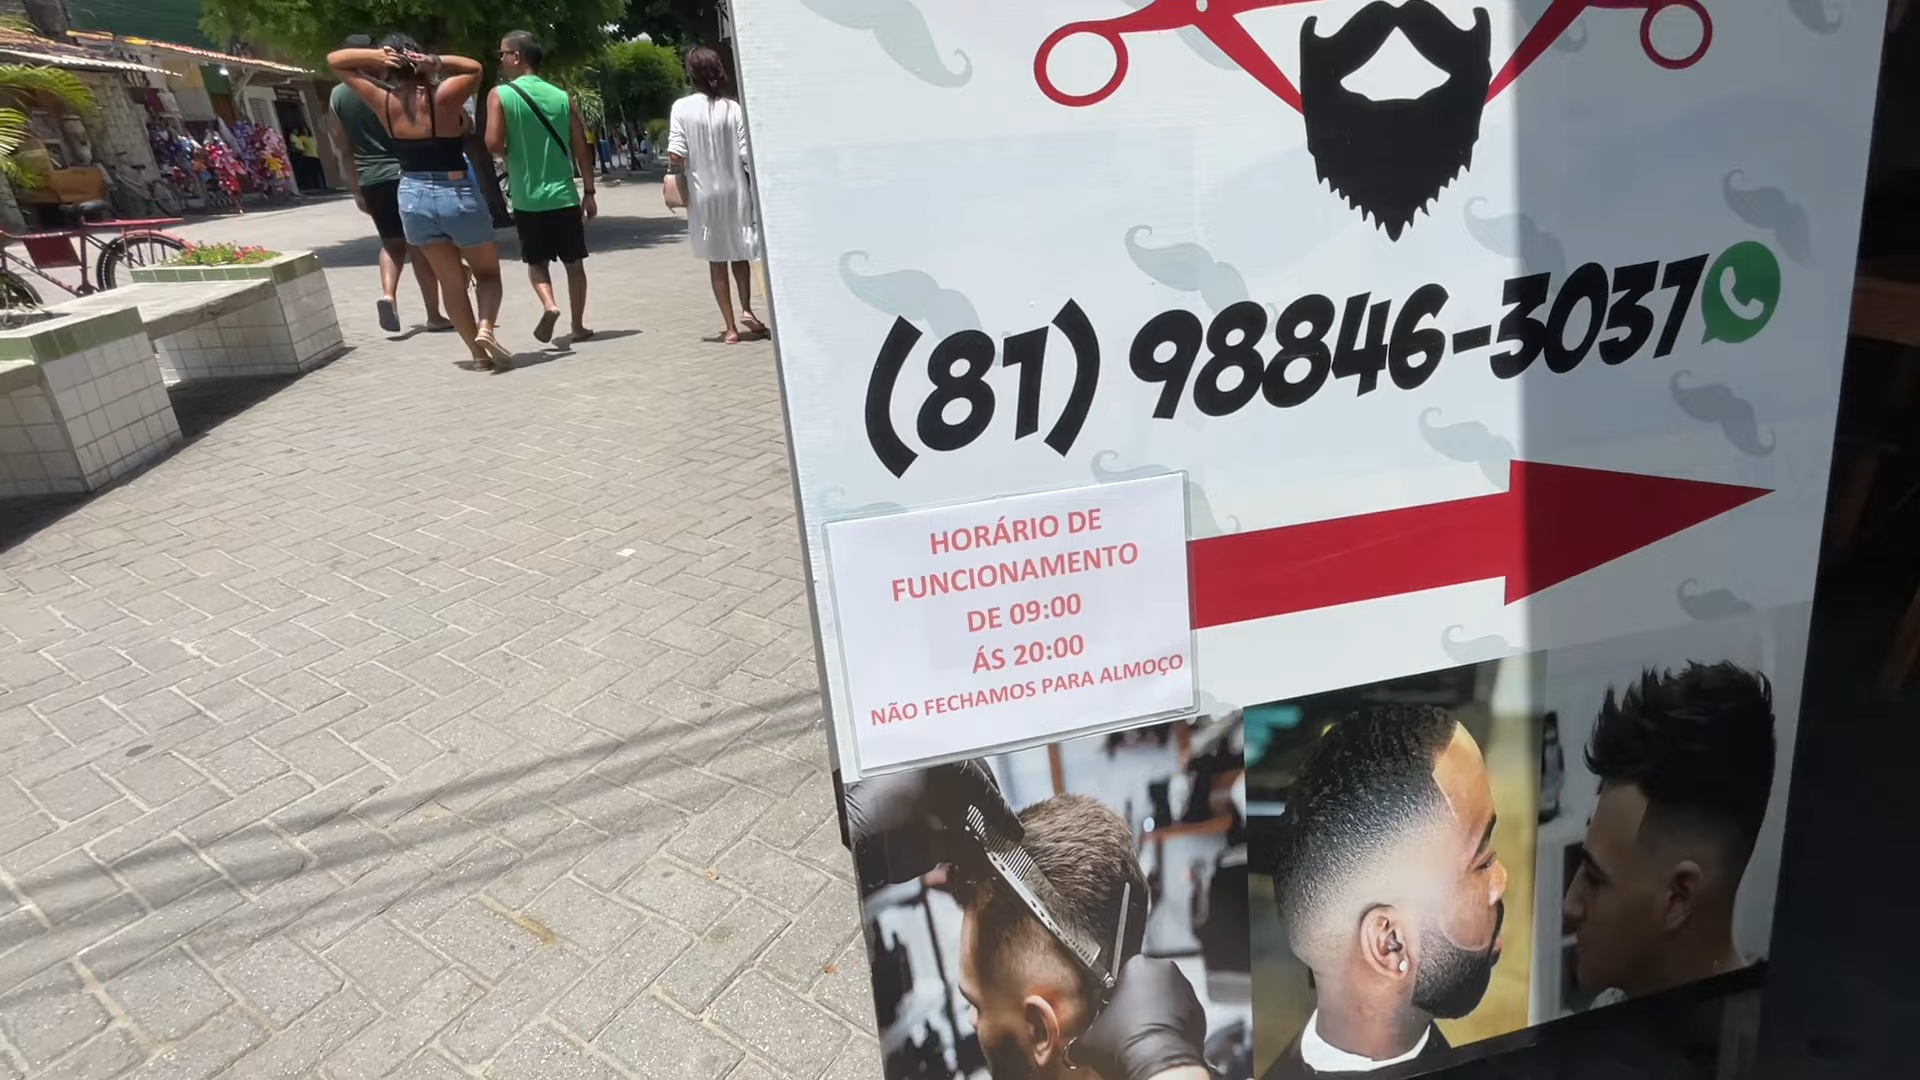 (81) 98846-3037
HORÁRIO DE
FUNCIONAMENTO
DE 09:00
ÁS 20:00
NÃO FECHAMOS PARA ALMOÇO